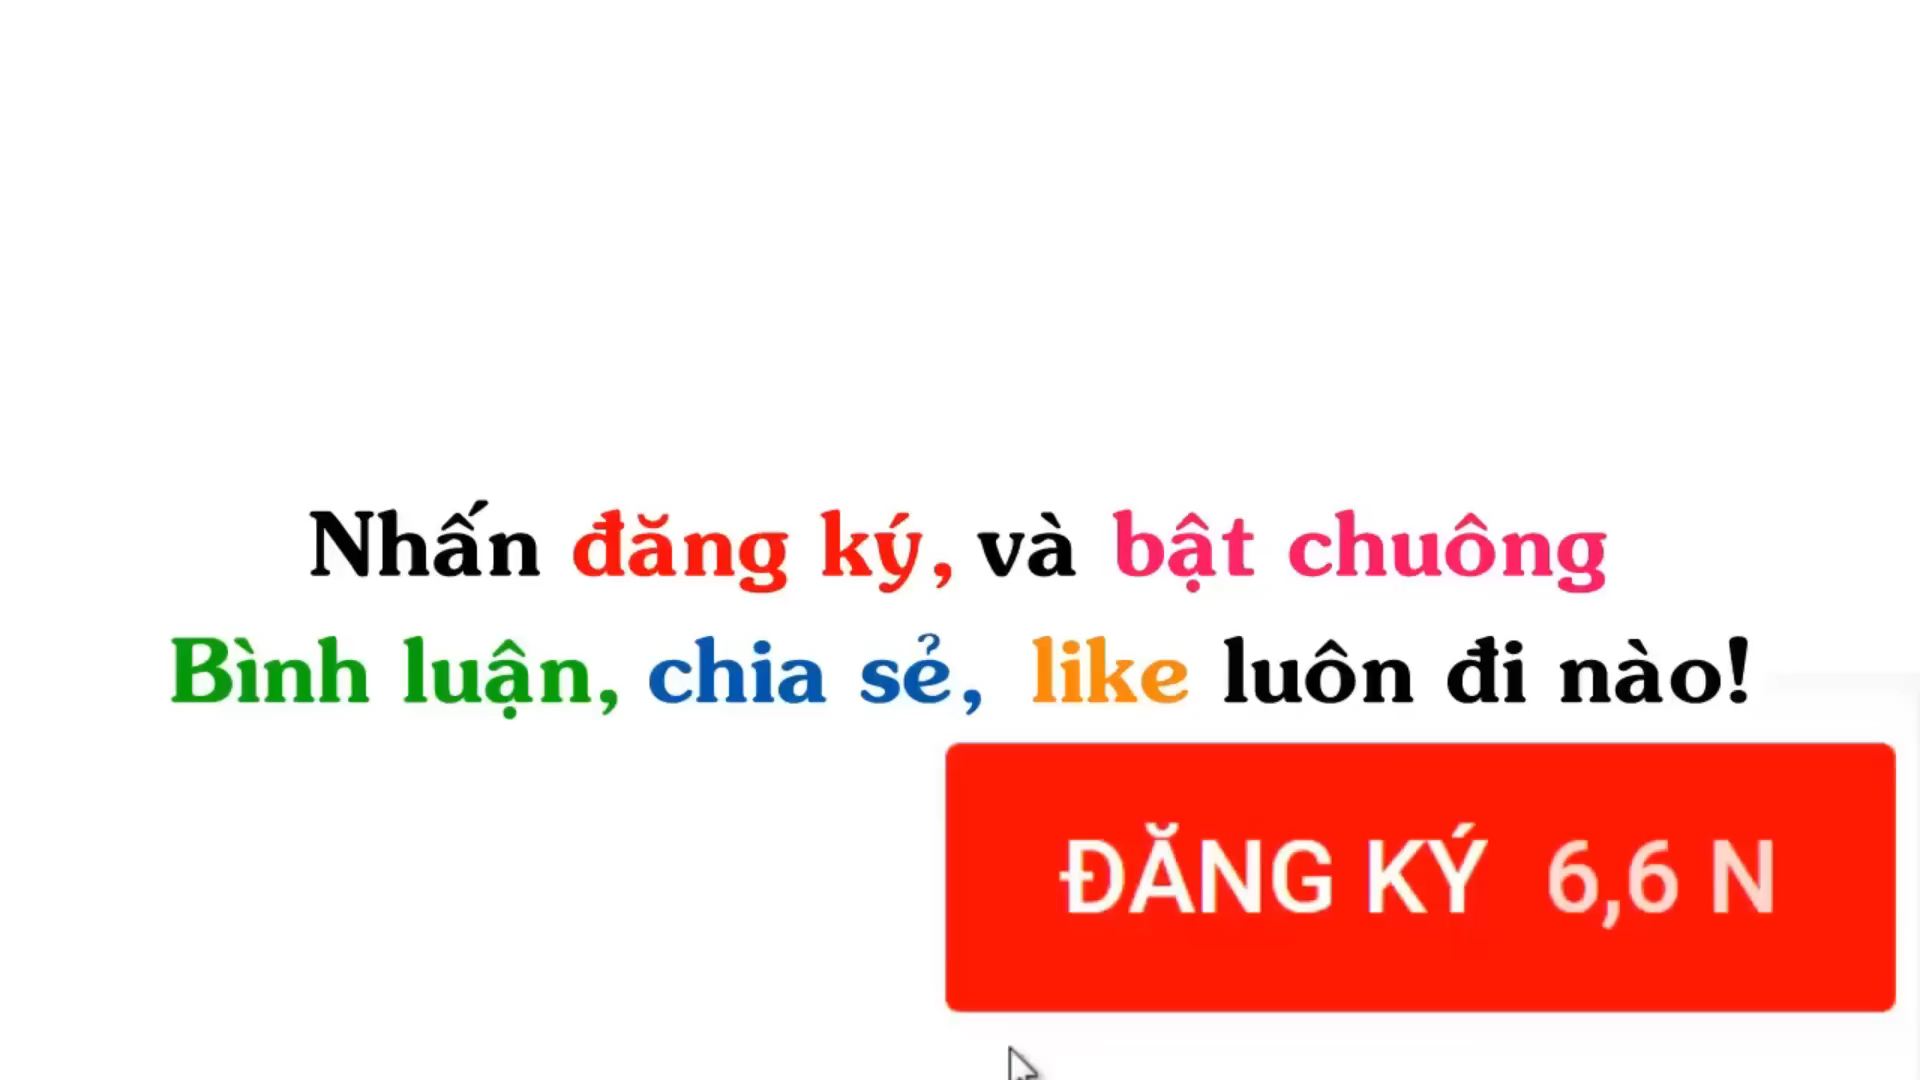 Nhấn đăng ký, và bật chuông
Bình luận, chia sẻ, like luôn đi nào!
ĐĂNG KÝ 6,6 N